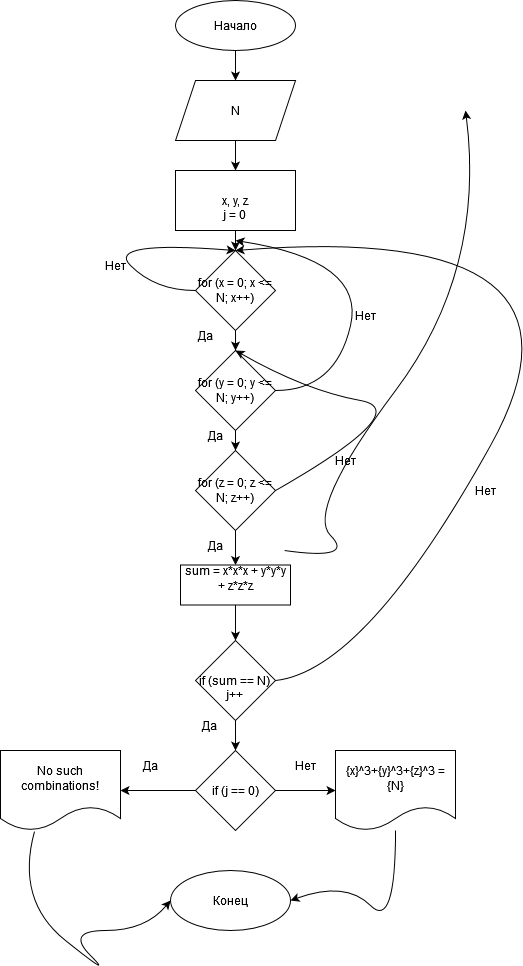 Начало
N
x, y, z
j = 0
Нет
for (x = 0; x <=
N; x++)
Нет
Да
for (y = 0; y <=
N; y++)
Да
Нет
for (z = 0; z <=
N; z++)
Нет
Да
sum = x*x*x + y*y*y
+ z*z*z
if (sum == N)
j++
Да
No such
combinations!
Да
if (j == 0)
Нет
{x}^3+{y}^3+{z}^3 =
{N}
Конец